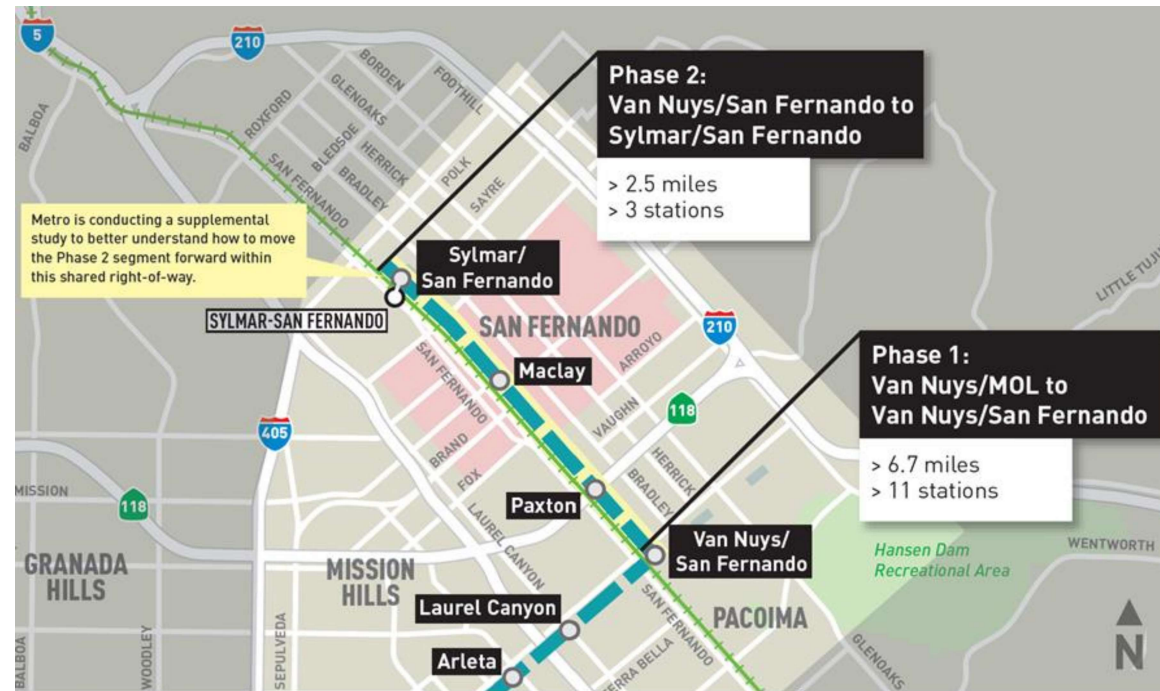 5
210
BALBOA
ROXFORD
BORDEN
GLENOAKS
FOOTHILL
BLEDSOE
HERRICK
BRADLEY
SAN FERNANDO
POLK
SAYRE
Phase 2:
Van Nuys/San Fernando to
Sylmar/San Fernando
> 2.5 miles
> 3 stations
Metro is conducting a supplemental
study to better understand how to move
the Phase 2 segment forward within
this shared right-of-way.
Sylmar/
San Fernando
SYLMAR-SAN FERNANDO
SAN FERNANDO
LITTLE TUJU
210
ARROYO
Maclay
SAN FERNANDO
Phase 1:
Van Nuys/MOL to
Van Nuys/San Fernando
> 6.7 miles
> 11 stations
118
VAUGHN
405
BRAND
FOX
HERRICK
BRADLEY
MISSION
118
Paxton
LAUREL CANYON
Van Nuys/
San Fernando
Hansen Dam
Recreational Area
WENTWORTH
GRANADA
HILLS
MISSION
HILLS
Laurel Canyon
SAN FERNANDO
PACOIMA
GLENOAKS
Arleta
ERRA BELLA
BALBOA
WOODLEY
SEPULVEDA
N